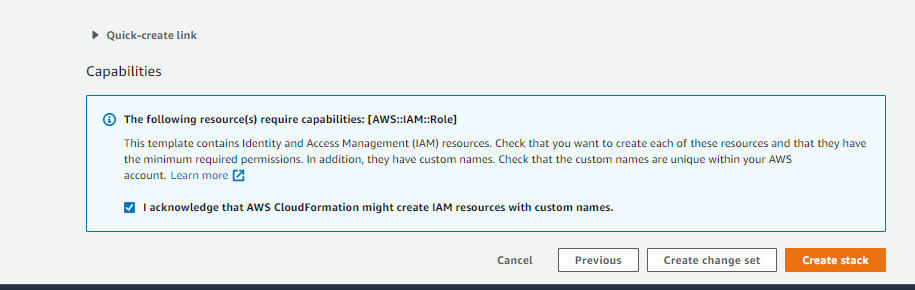 Quick-create link
Capabilities
The following resource(s) require capabilities: [AWS::IAM::Role]
This template contains Identity and Access Management (IAM) resources. Check that you want to create each of these resources and that they have
the minimum required permissions. In addition, they have custom names. Check that the custom names are unique within your AWS
account. Learn more
I acknowledge that AWS CloudFormation might create IAM resources with custom names.
Cancel Previous Create change set Create stack